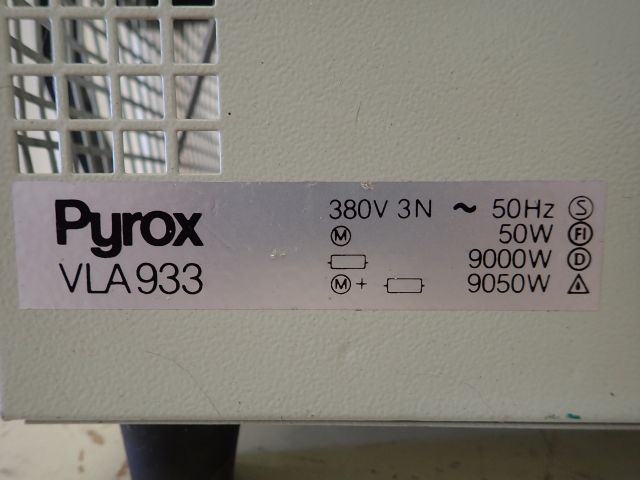 Pyrox
VLA 933
380V 3N ~ 50Hz Ⓢ
Ⓜ 50W FI
9000W Ⓓ
Ⓜ + 9050W